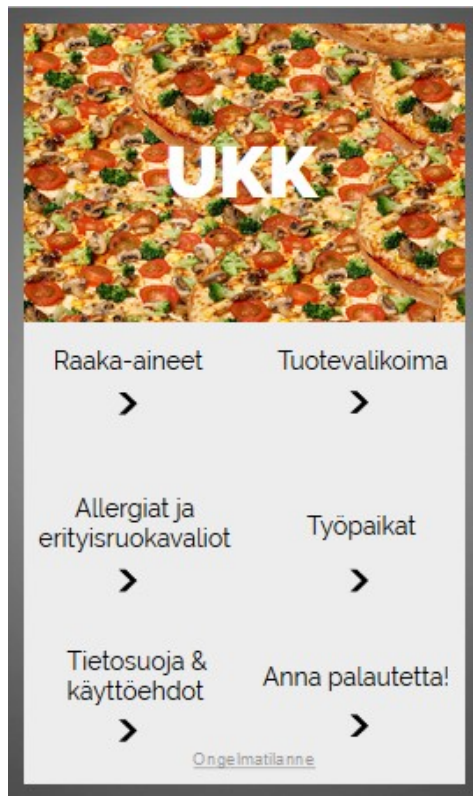 UKK
Raaka-aineet
Tuotevalikoima
Allergiat ja
erityisruokavaliot
Työpaikat
Tietosuoja &
käyttöehdot
Anna palautetta!
Ongelmatilanne